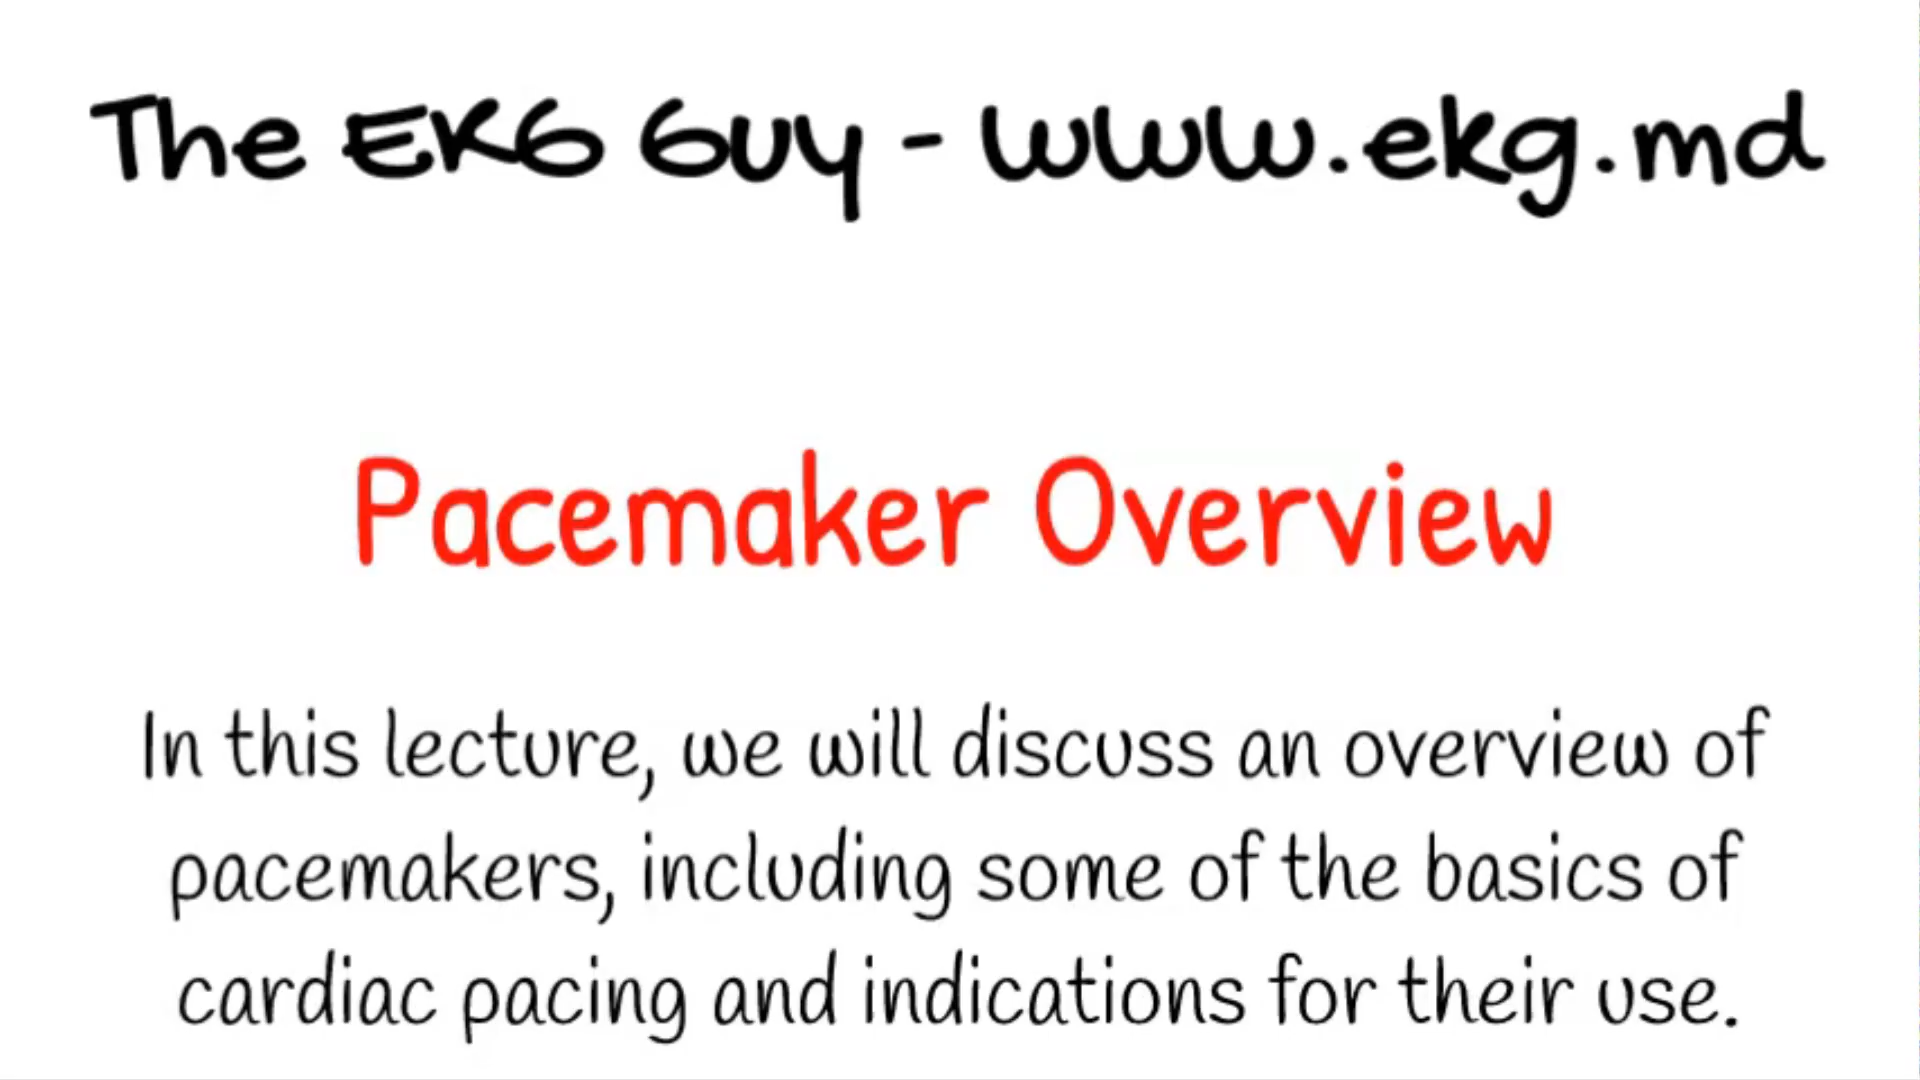 The EKG Guy - www.ekg.md
Pacemaker Overview
In this lecture, we will discuss an overview of
pacemakers, including some of the basics of
cardiac pacing and indications for their use.